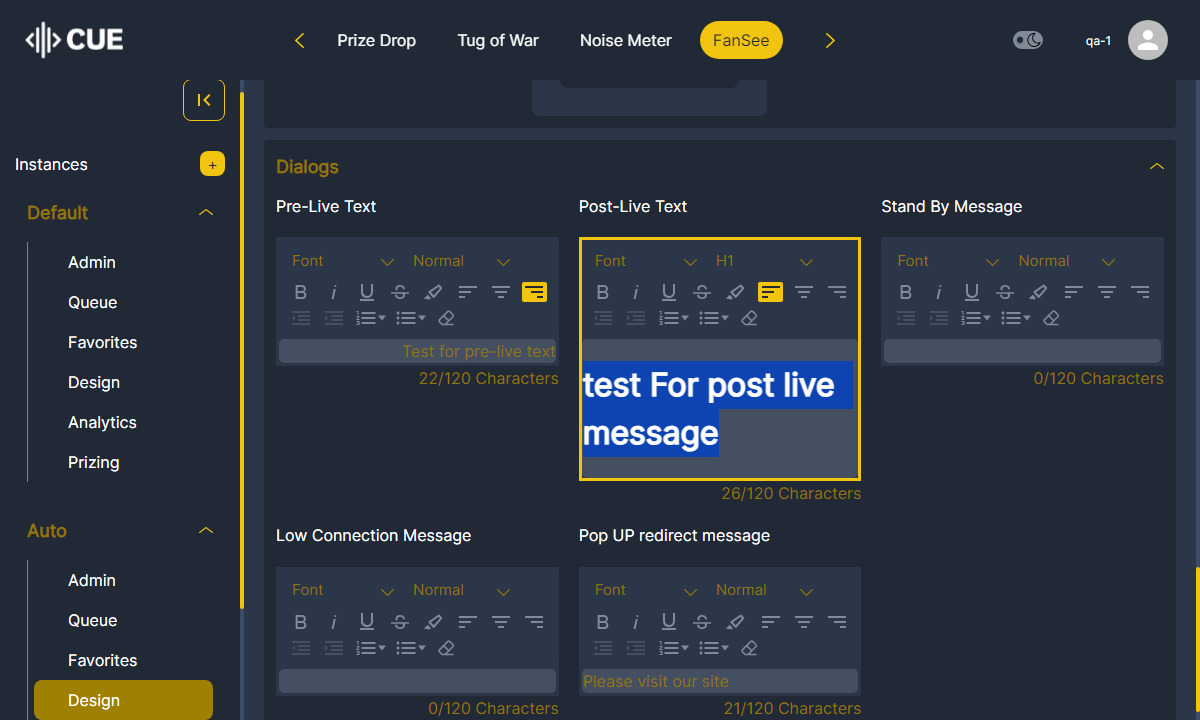 CUE
Prize Drop
Tug of War
Noise Meter
FanSee
qa-1
Instances
+
Default
Admin
Queue
Favorites
Design
Analytics
Prizing
Auto
Admin
Queue
Favorites
Design
Dialogs
Pre-Live Text
Font Normal
B i U S
Test for pre-live text
22/120 Characters
Post-Live Text
Font H1
B i U S
test For post live
message
26/120 Characters
Stand By Message
Font Normal
B i U S
0/120 Characters
Low Connection Message
Font Normal
B i U S
0/120 Characters
Pop UP redirect message
Font Normal
B i U S
Please visit our site
21/120 Characters